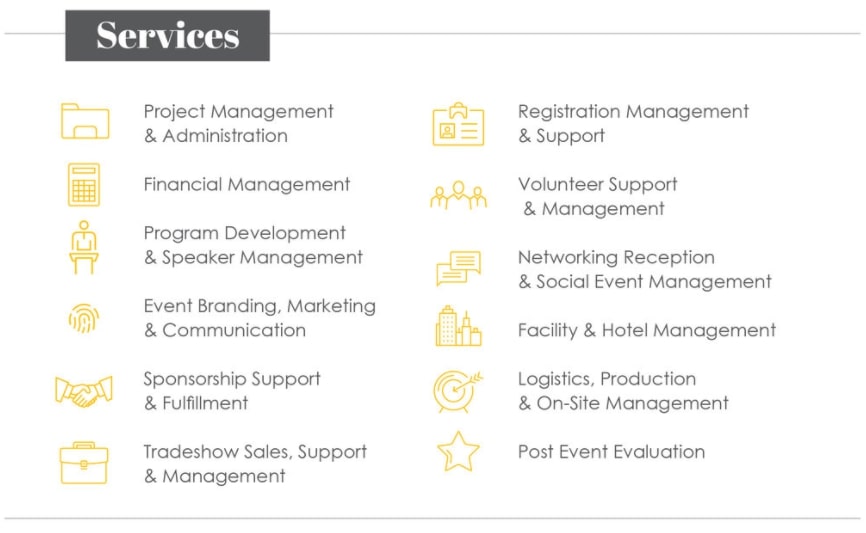 Services
Project Management
& Administration
Financial Management
Program Development
& Speaker Management
Event Branding, Marketing
& Communication
Sponsorship Support
& Fulfillment
Tradeshow Sales, Support
& Management
Registration Management
& Support
Volunteer Support
& Management
Networking Reception
& Social Event Management
Facility & Hotel Management
Logistics, Production
& On-Site Management
Post Event Evaluation